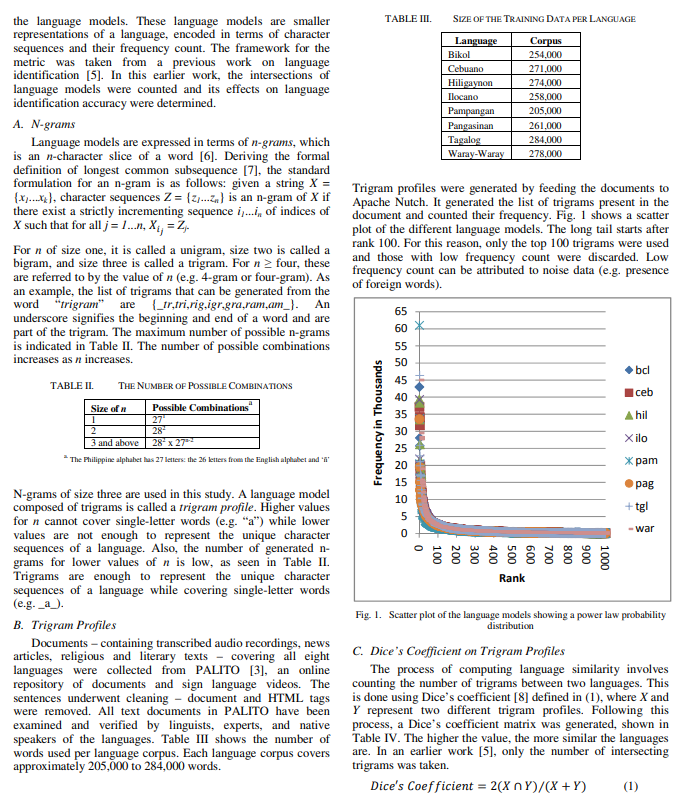 the language models. These language models are smaller
representations of a language, encoded in terms of character
sequences and their frequency count. The framework for the
metric was taken from a previous work on language
identification [5]. In this earlier work, the intersections of
language models were counted and its effects on language
identification accuracy were determined.
A. N-grams
Language models are expressed in terms of n-grams, which
is an n-character slice of a word [6]. Deriving the formal
definition of longest common subsequence [7], the standard
formulation for an n-gram is as follows: given a string X =
{x₁...xₖ}, character sequences Z = {z₁...zₙ} is an n-gram of X if
there exist a strictly incrementing sequence i₁...iₙ of indices of
X such that for all j = 1...n, X_{i_j} = Z_j.
For n of size one, it is called a unigram, size two is called a
bigram, and size three is called a trigram. For n ≥ four, these
are referred to by the value of n (e.g. 4-gram or four-gram). As
an example, the list of trigrams that can be generated from the
word “trigram” are {_tr,tri,rig,igr,gra,ram,am_}. An
underscore signifies the beginning and end of a word and are
part of the trigram. The maximum number of possible n-grams
is indicated in Table II. The number of possible combinations
increases as n increases.
TABLE II. THE NUMBER OF POSSIBLE COMBINATIONS
Size of n Possible Combinations^a
1 27¹
2 28²
3 and above 28² x 27ⁿ⁻²
a. The Philippine alphabet has 27 letters: the 26 letters from the English alphabet and ‘ñ’
N-grams of size three are used in this study. A language model
composed of trigrams is called a trigram profile. Higher values
for n cannot cover single-letter words (e.g. “a”) while lower
values are not enough to represent the unique character
sequences of a language. Also, the number of generated n-
grams for lower values of n is low, as seen in Table II.
Trigrams are enough to represent the unique character
sequences of a language while covering single-letter words
(e.g. _a_).
B. Trigram Profiles
Documents – containing transcribed audio recordings, news
articles, religious and literary texts – covering all eight
languages were collected from PALITO [3], an online
repository of documents and sign language videos. The
sentences underwent cleaning – document and HTML tags
were removed. All text documents in PALITO have been
examined and verified by linguists, experts, and native
speakers of the languages. Table III shows the number of
words used per language corpus. Each language corpus covers
approximately 205,000 to 284,000 words.
TABLE III. SIZE OF THE TRAINING DATA PER LANGUAGE
Language Corpus
Bikol 254,000
Cebuano 271,000
Hiligaynon 274,000
Ilocano 258,000
Pampangan 205,000
Pangasinan 261,000
Tagalog 284,000
Waray-Waray 278,000
Trigram profiles were generated by feeding the documents to
Apache Nutch. It generated the list of trigrams present in the
document and counted their frequency. Fig. 1 shows a scatter
plot of the different language models. The long tail starts after
rank 100. For this reason, only the top 100 trigrams were used
and those with low frequency count were discarded. Low
frequency count can be attributed to noise data (e.g. presence
of foreign words).
Frequency in Thousands
65
60
55
50
45
40
35
30
25
20
15
10
5
0
0 100 200 300 400 500 600 700 800 900 1000
Rank
bcl
ceb
hil
ilo
pam
pag
tgl
war
Fig. 1. Scatter plot of the language models showing a power law probability
distribution
C. Dice’s Coefficient on Trigram Profiles
The process of computing language similarity involves
counting the number of trigrams between two languages. This
is done using Dice’s coefficient [8] defined in (1), where X and
Y represent two different trigram profiles. Following this
process, a Dice’s coefficient matrix was generated, shown in
Table IV. The higher the value, the more similar the languages
are. In an earlier work [5], only the number of intersecting
trigrams was taken.
Dice's Coefficient = 2(X ∩ Y)/(X + Y) (1)